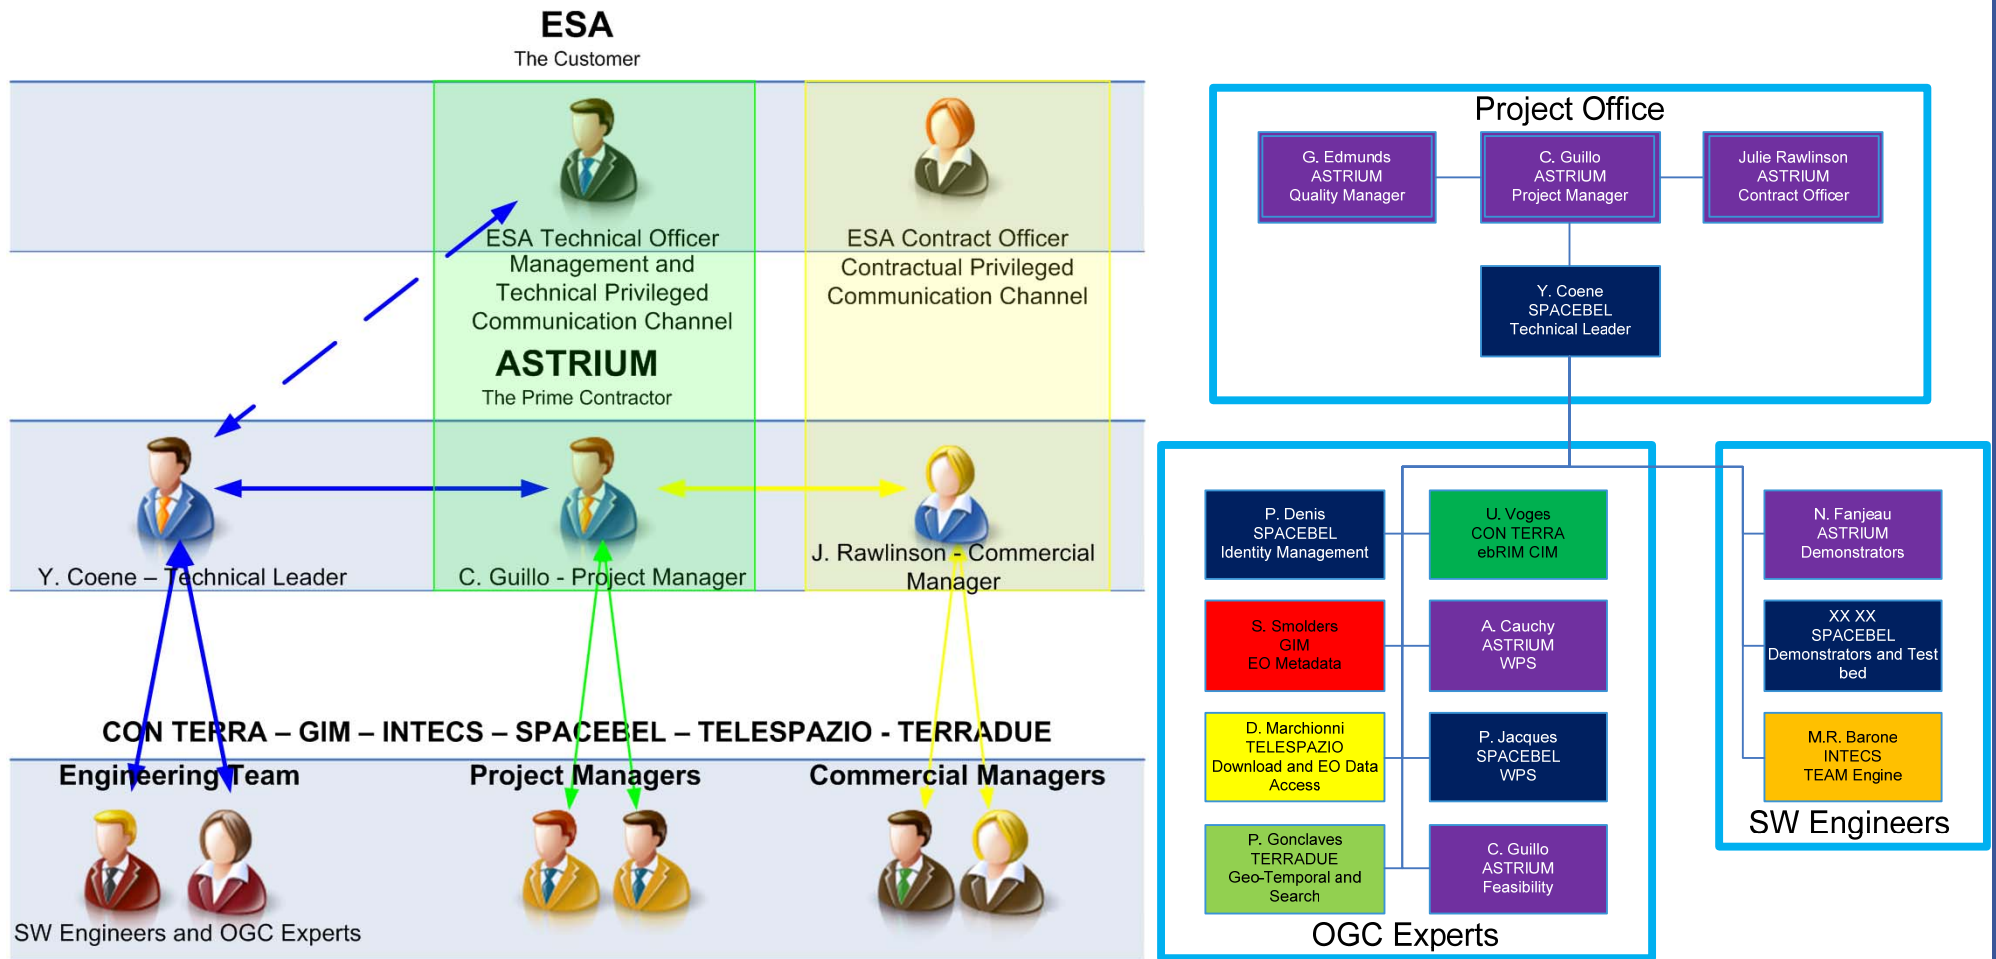 ESA
The Customer
ESA Technical Officer
Management and
Technical Privileged
Communication Channel
ESA Contract Officer
Contractual Privileged
Communication Channel
ASTRIUM
The Prime Contractor
Y. Coene – Technical Leader
C. Guillo - Project Manager
J. Rawlinson - Commercial
Manager
CON TERRA – GIM – INTECS – SPACEBEL – TELESPAZIO - TERRADUE
Engineering Team
Project Managers
Commercial Managers
SW Engineers and OGC Experts
Project Office
G. Edmunds
ASTRIUM
Quality Manager
C. Guillo
ASTRIUM
Project Manager
Julie Rawlinson
ASTRIUM
Contract Officer
Y. Coene
SPACEBEL
Technical Leader
P. Denis
SPACEBEL
Identity Management
U. Voges
CON TERRA
ebRIM CIM
S. Smolders
GIM
EO Metadata
A. Cauchy
ASTRIUM
WPS
D. Marchionni
TELESPAZIO
Download and EO Data
Access
P. Jacques
SPACEBEL
WPS
P. Gonclaves
TERRADUE
Geo-Temporal and
Search
C. Guillo
ASTRIUM
Feasibility
OGC Experts
N. Fanjeau
ASTRIUM
Demonstrators
XX XX
SPACEBEL
Demonstrators and Test
bed
M.R. Barone
INTECS
TEAM Engine
SW Engineers